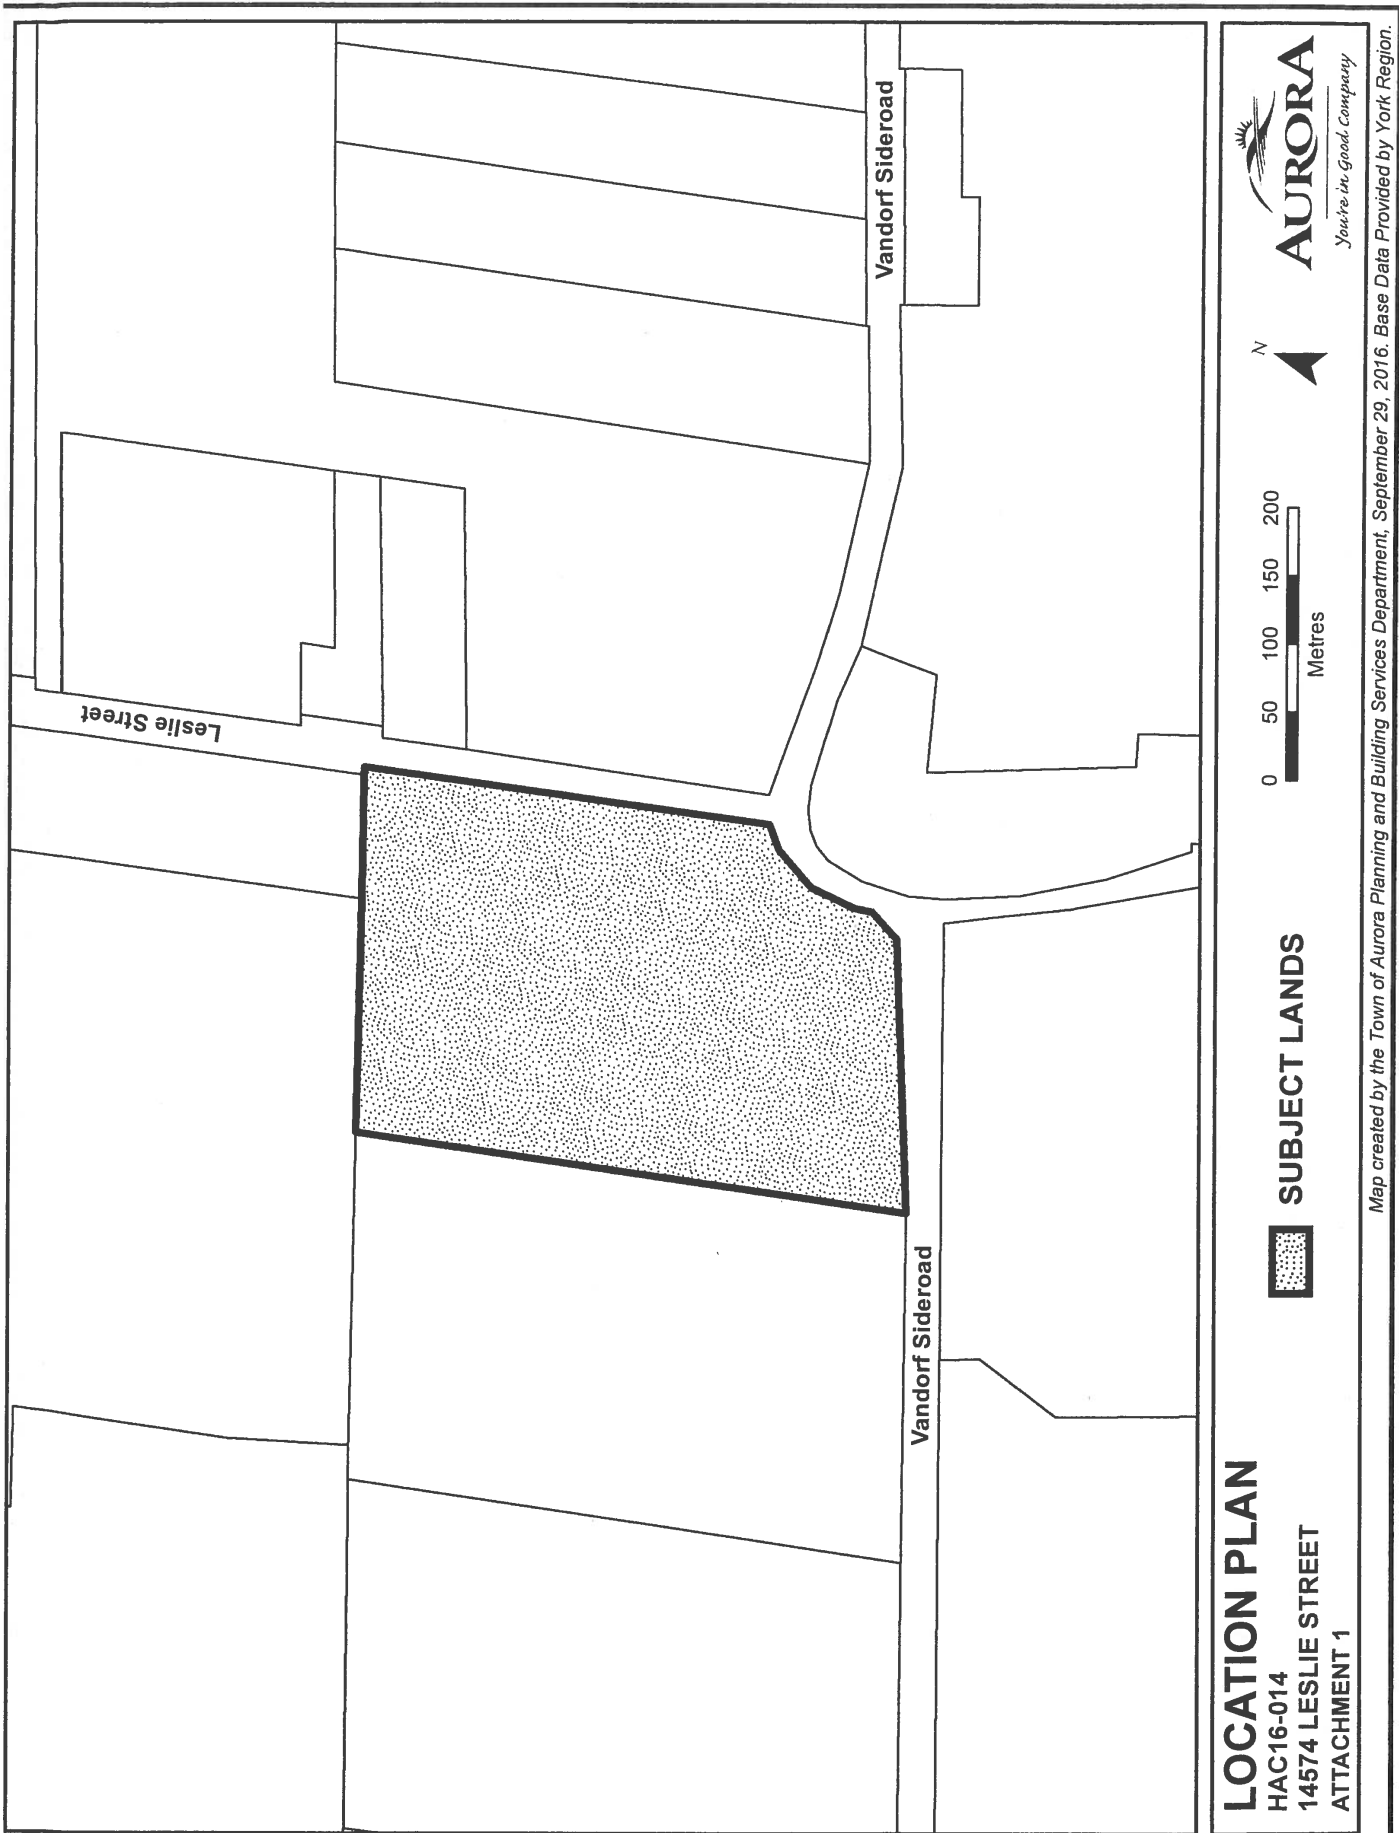 Leslie Street
Vandorf Sideroad
Vandorf Sideroad
LOCATION PLAN
HAC16-014
14574 LESLIE STREET
ATTACHMENT 1
SUBJECT LANDS
0 50 100 150 200
Metres
N
AURORA
You're in Good Company
Map created by the Town of Aurora Planning and Building Services Department, September 29, 2016. Base Data Provided by York Region.